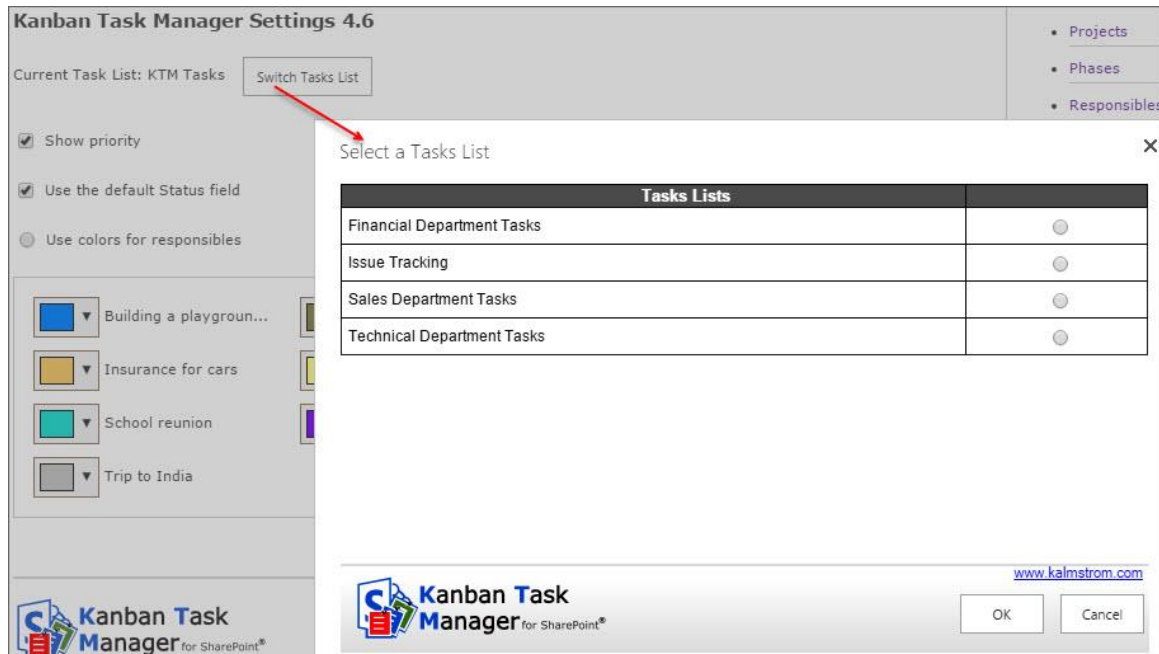 Kanban Task Manager Settings 4.6
Projects
Current Task List: KTM Tasks
Switch Tasks List
Phases
Responsibles
Show priority
Select a Tasks List
Use the default Status field
Tasks Lists
Financial Department Tasks
Use colors for responsibles
Issue Tracking
Sales Department Tasks
Building a playgroun...
Technical Department Tasks
Insurance for cars
School reunion
Trip to India
www.kalmstrom.com
Kanban Task
Manager for SharePoint®
OK
Cancel
Kanban Task
Manager for SharePoint®